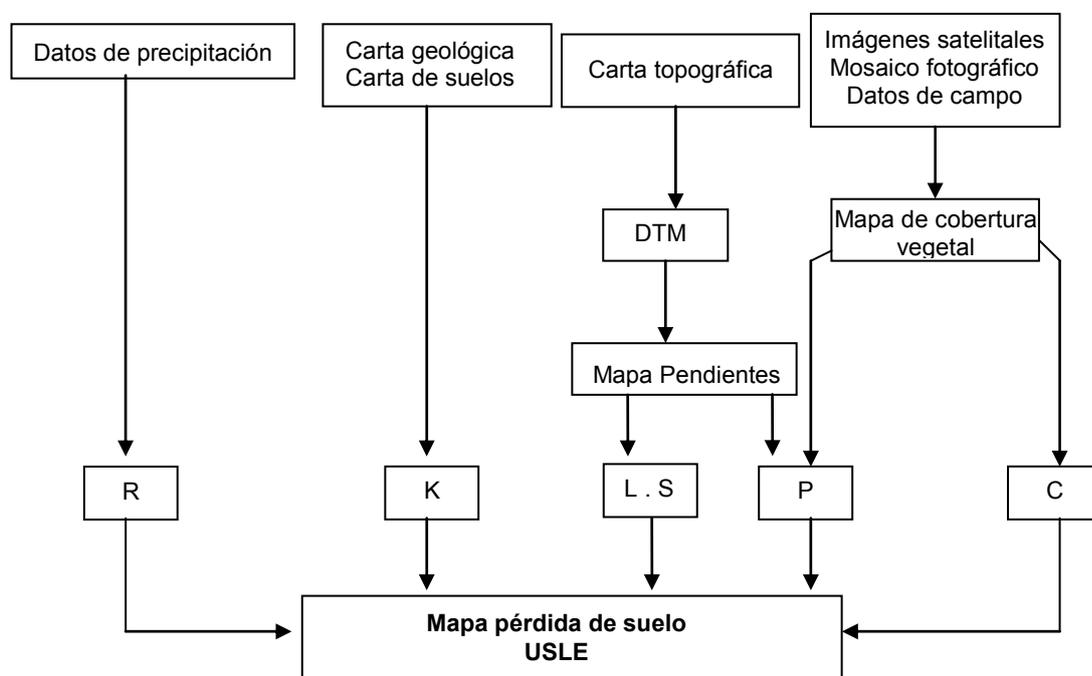 Datos de precipitación
Carta geológica
Carta de suelos
Carta topográfica
Imágenes satelitales
Mosaico fotográfico
Datos de campo
DTM
Mapa de cobertura
vegetal
Mapa Pendientes
R
K
L . S
P
C
Mapa pérdida de suelo
USLE